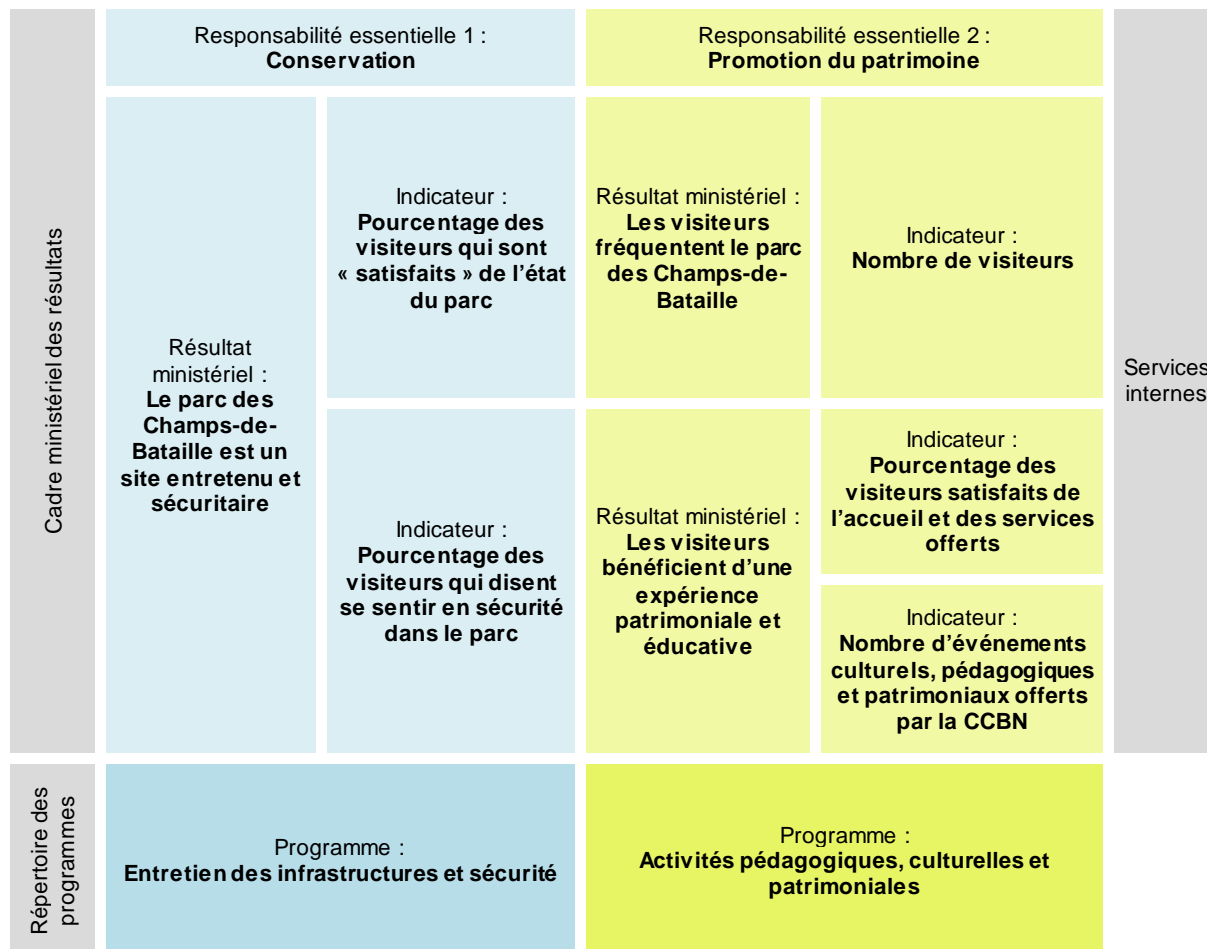 Cadre ministériel des résultats
Responsabilité essentielle 1 :
Conservation
Résultat
ministériel :
Le parc des
Champs-de-
Bataille est un
site entretenu et
sécuritaire
Indicateur :
Pourcentage des
visiteurs qui sont
« satisfaits » de l’état
du parc
Indicateur :
Pourcentage des
visiteurs qui disent
se sentir en sécurité
dans le parc
Responsabilité essentielle 2 :
Promotion du patrimoine
Résultat ministériel :
Les visiteurs
fréquentent le parc
des Champs-de-
Bataille
Indicateur :
Nombre de visiteurs
Résultat ministériel :
Les visiteurs
bénéficient d’une
expérience
patrimoniale et
éducative
Indicateur :
Pourcentage des
visiteurs satisfaits de
l’accueil et des services
offerts
Indicateur :
Nombre d’événements
culturels, pédagogiques
et patrimoniaux offerts
par la CCBN
Services
internes
Répertoire des
programmes
Programme :
Entretien des infrastructures et sécurité
Programme :
Activités pédagogiques, culturelles et
patrimoniales